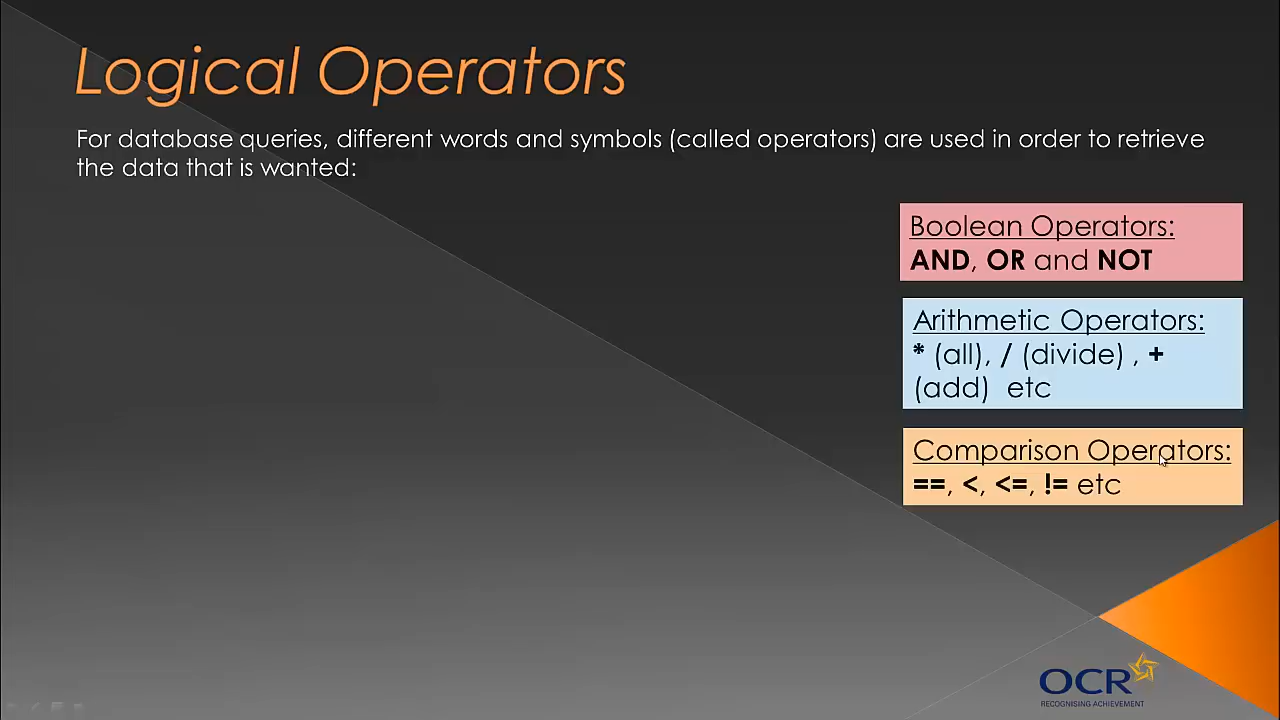 Logical Operators
For database queries, different words and symbols (called operators) are used in order to retrieve
the data that is wanted:
Boolean Operators:
AND, OR and NOT
Arithmetic Operators:
* (all), / (divide) , +
(add)  etc
Comparison Operators:
==, <, <=, != etc
OCR
RECOGNISING ACHIEVEMENT